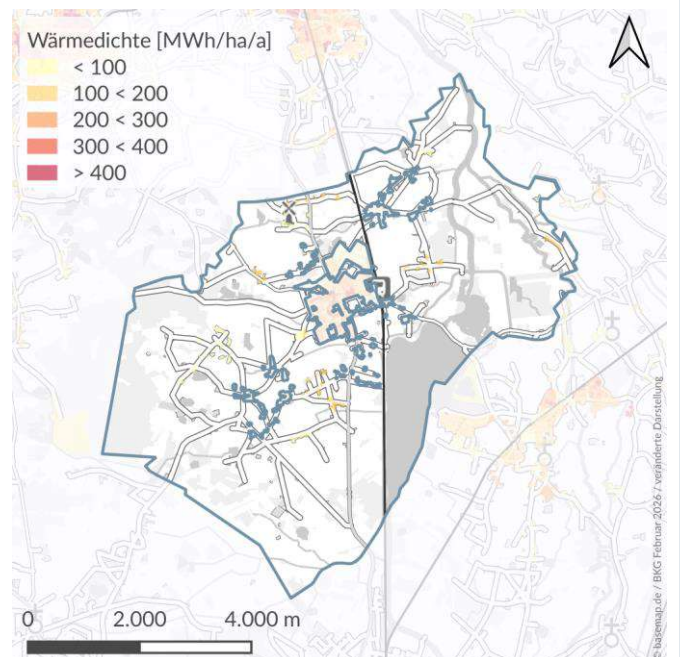 Wärmedichte [MWh/ha/a]
< 100
100 < 200
200 < 300
300 < 400
> 400
0 2.000 4.000 m
© basemap.de / BKG Februar 2026 / veränderte Darstellung